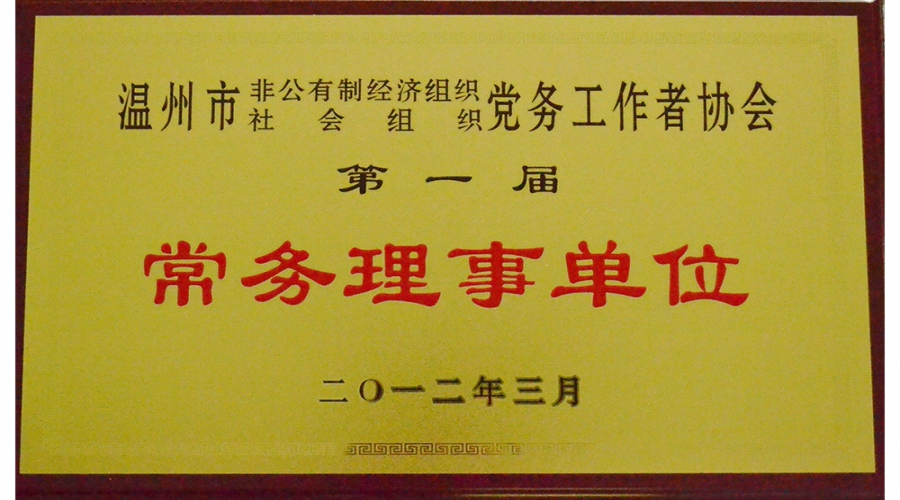 温州市非公有制经济组织社会组织党务工作者协会
第一届
常务理事单位
二〇一二年三月